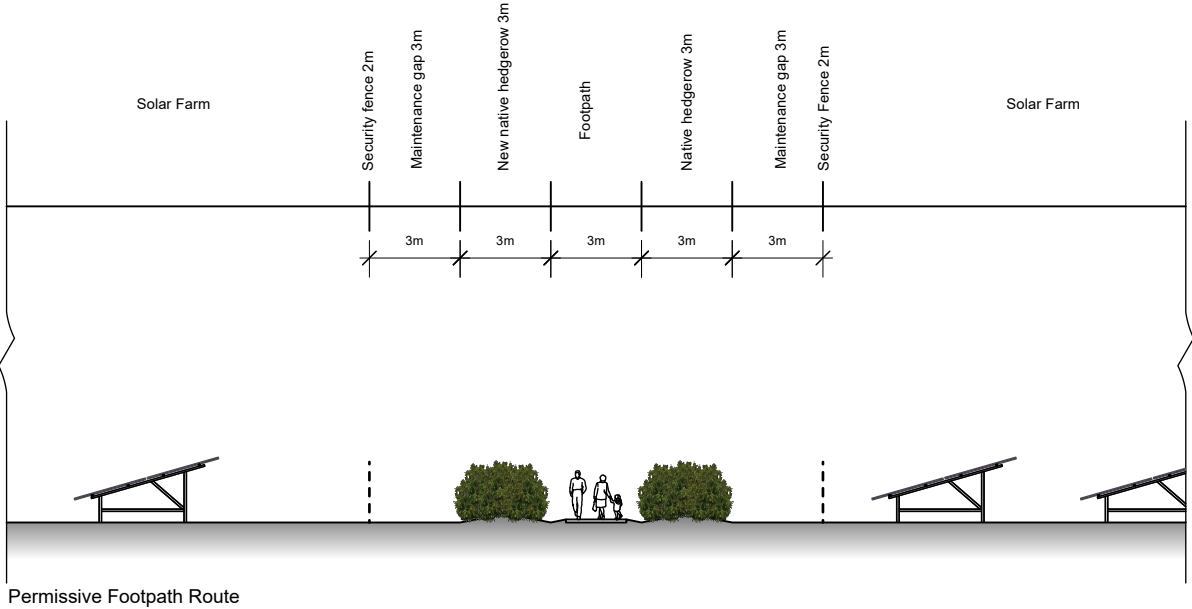 Solar Farm
Security fence 2m
Maintenance gap 3m
New native hedgerow 3m
Footpath
Native hedgerow 3m
Maintenance gap 3m
Security Fence 2m
Solar Farm
3m
3m
3m
3m
3m
Permissive Footpath Route